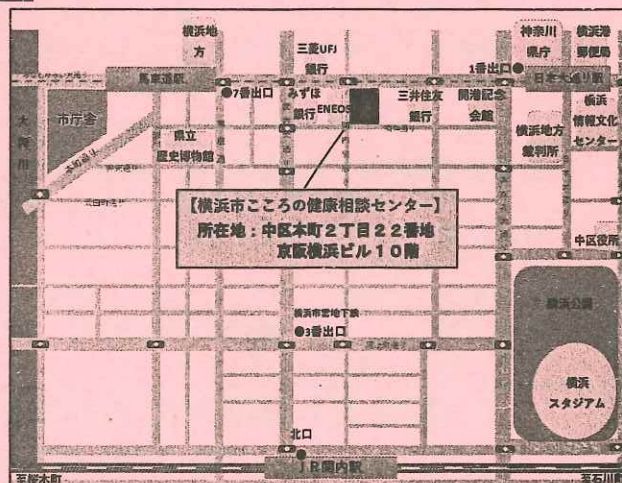 横浜地方
三菱UFJ銀行
1番出口
神奈川県庁
横浜港郵便局
馬車道駅
日本大通り駅
7番出口
みずほ銀行
ENEOS
三井住友銀行
開港記念会館
横浜情報文化センター
横浜地方裁判所
市庁舎
大岡川
本町通り
県立歴史博物館
【横浜市こころの健康相談センター】
所在地：中区本町2丁目22番地
京阪横浜ビル10階
中区役所
横浜公園
横浜市営地下鉄
3番出口
横浜スタジアム
北口
JR関内駅
至桜木町
至石川町